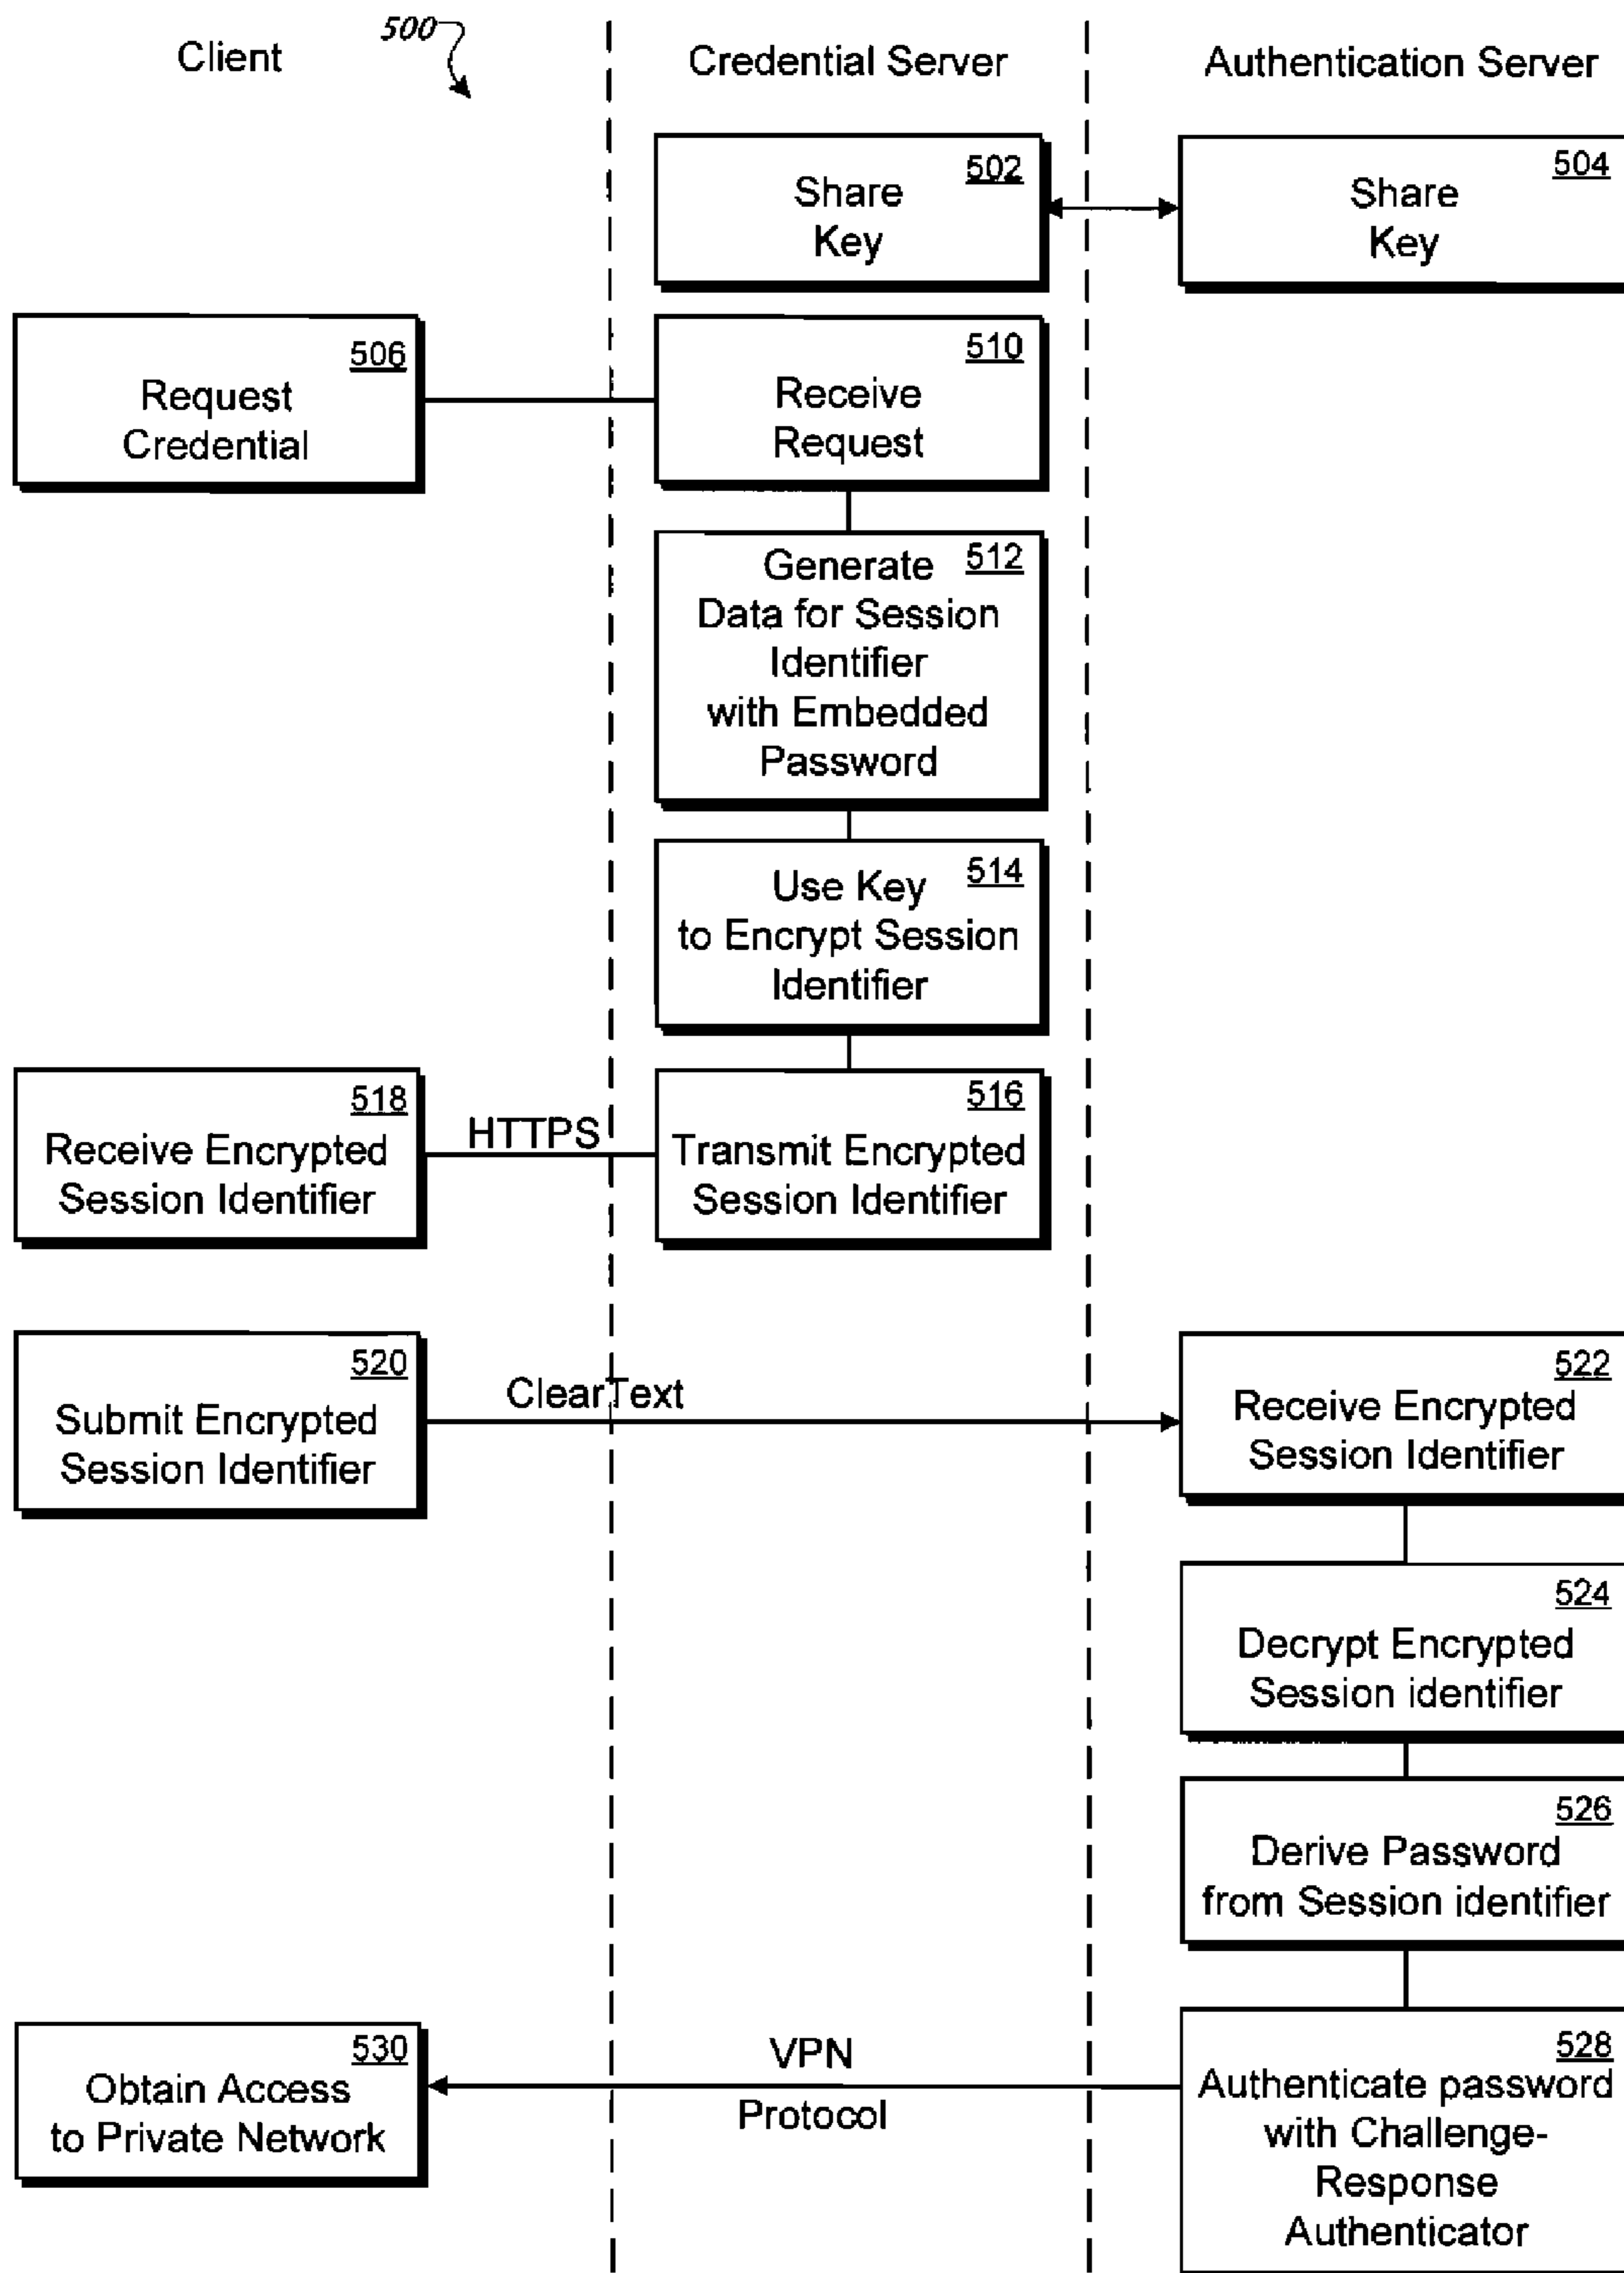 Client
500
Credential Server
Authentication Server
502
Share
Key
504
Share
Key
506
Request
Credential
510
Receive
Request
Generate 512
Data for Session
Identifier
with Embedded
Password
Use Key 514
to Encrypt Session
Identifier
518
Receive Encrypted
Session Identifier
HTTPS
516
Transmit Encrypted
Session Identifier
520
Submit Encrypted
Session Identifier
ClearText
522
Receive Encrypted
Session Identifier
524
Decrypt Encrypted
Session identifier
526
Derive Password
from Session identifier
530
Obtain Access
to Private Network
VPN
Protocol
528
Authenticate password
with Challenge-
Response
Authenticator